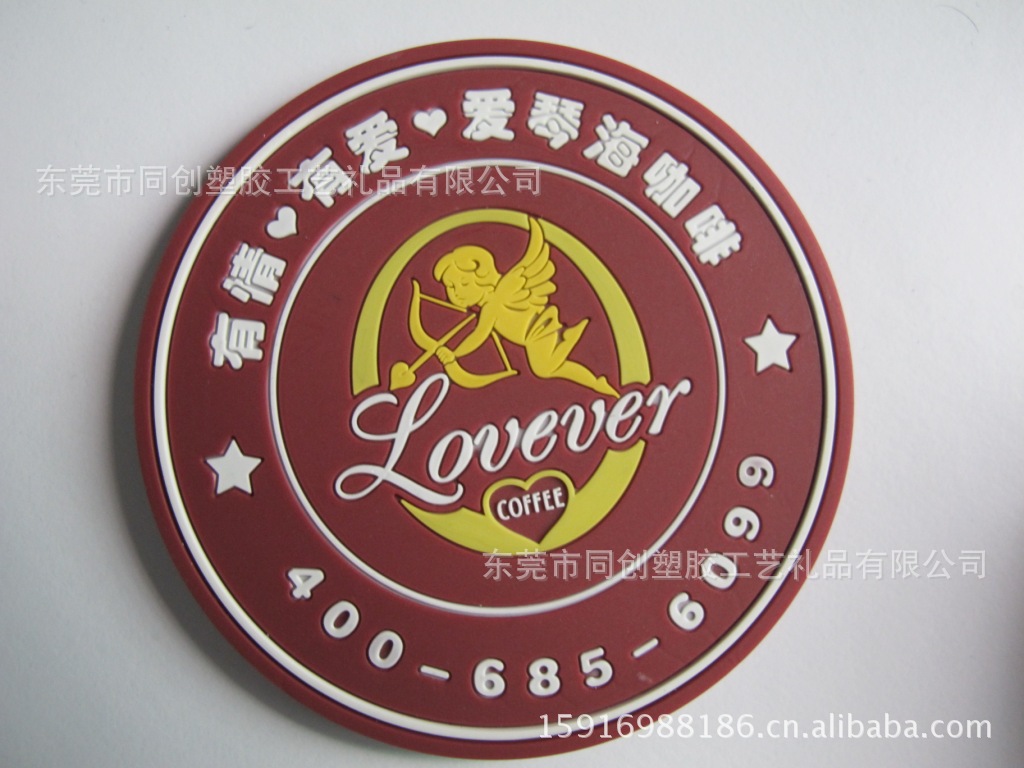 有情❤有爱❤爱琴海咖啡
东莞市同创塑胶工艺礼品有限公司
Lovever
COFFEE
东莞市同创塑胶工艺礼品有限公司
400-685-6099
15916988186.cn.alibaba.com